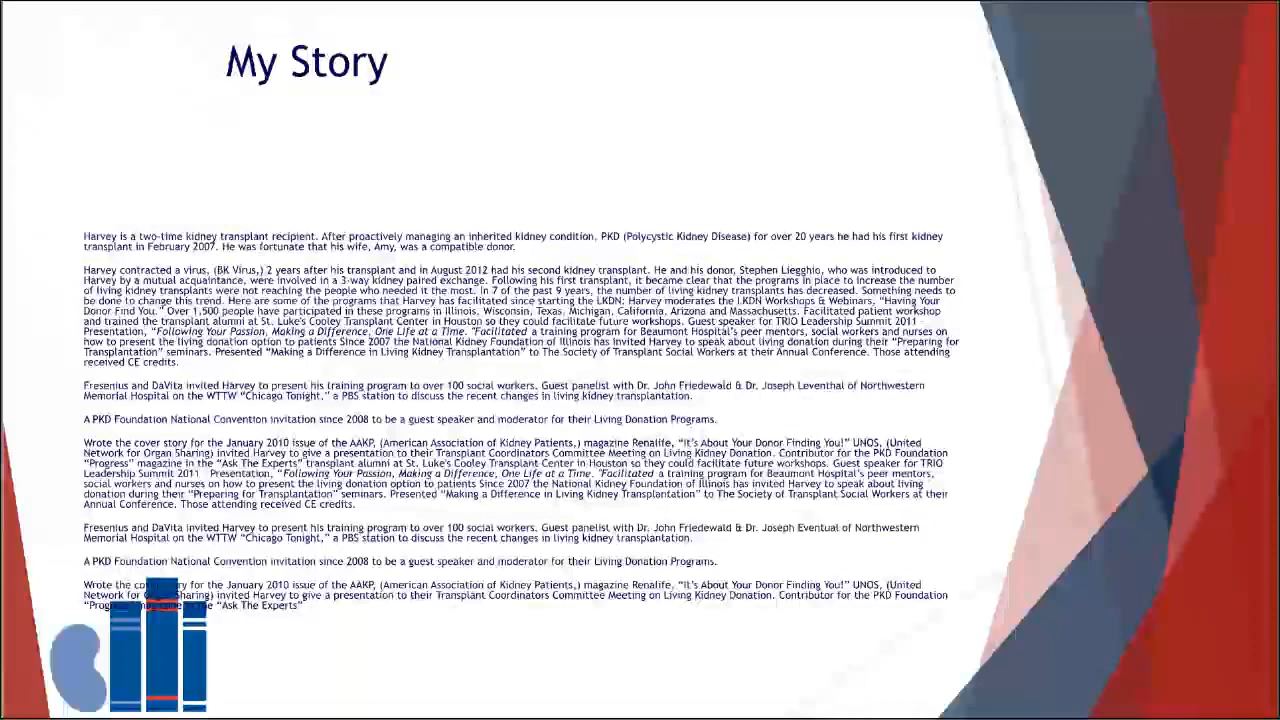 My Story
Harvey is a two-time kidney transplant recipient. After proactively managing an inherited kidney condition, PKD (Polycystic Kidney Disease) for over 20 years he had his first kidney
transplant in February 2007. He was fortunate that his wife, Amy, was a compatible donor.
Harvey contracted a virus, (BK Virus,) 2 years after his transplant and in August 2012 had his second kidney transplant. He and his donor, Stephen Liegghio, who was introduced to
Harvey by a mutual acquaintance, were involved in a 3-way kidney paired exchange. Following his first transplant, it became clear that the programs in place to increase the number
of living kidney transplants were not reaching the people who needed it the most. In 7 of the past 9 years, the number of living kidney transplants has decreased. Something needs to
be done to change this trend. Here are some of the programs that Harvey has facilitated since starting the LKDN: Harvey moderates the LKDN Workshops & Webinars, “Having Your
Donor Find You.” Over 1,500 people have participated in these programs in Illinois, Wisconsin, Texas, Michigan, California, Arizona and Massachusetts. Facilitated patient workshop
and trained the transplant alumni at St. Luke's Cooley Transplant Center in Houston so they could facilitate future workshops. Guest speaker for TRIO Leadership Summit 2011
Presentation, “Following Your Passion, Making a Difference, One Life at a Time. "Facilitated a training program for Beaumont Hospital's peer mentors, social workers and nurses on
how to present the living donation option to patients Since 2007 the National Kidney Foundation of Illinois has invited Harvey to speak about living donation during their “Preparing for
Transplantation” seminars. Presented “Making a Difference in Living Kidney Transplantation” to The Society of Transplant Social Workers at their Annual Conference. Those attending
received CE credits.
Fresenius and DaVita invited Harvey to present his training program to over 100 social workers. Guest panelist with Dr. John Friedewald & Dr. Joseph Leventhal of Northwestern
Memorial Hospital on the WTTW “Chicago Tonight,” a PBS station to discuss the recent changes in living kidney transplantation.
A PKD Foundation National Convention invitation since 2008 to be a guest speaker and moderator for their Living Donation Programs.
Wrote the cover story for the January 2010 issue of the AAKP, (American Association of Kidney Patients,) magazine Renalife, “It's About Your Donor Finding You!” UNOS, (United
Network for Organ Sharing) invited Harvey to give a presentation to their Transplant Coordinators Committee Meeting on Living Kidney Donation. Contributor for the PKD Foundation
“Progress” magazine in the “Ask The Experts” transplant alumni at St. Luke's Cooley Transplant Center in Houston so they could facilitate future workshops. Guest speaker for TRIO
Leadership Summit 2011 Presentation, “Following Your Passion, Making a Difference, One Life at a Time. "Facilitated a training program for Beaumont Hospital's peer mentors,
social workers and nurses on how to present the living donation option to patients Since 2007 the National Kidney Foundation of Illinois has invited Harvey to speak about living
donation during their “Preparing for Transplantation” seminars. Presented “Making a Difference in Living Kidney Transplantation” to The Society of Transplant Social Workers at their
Annual Conference. Those attending received CE credits.
Fresenius and DaVita invited Harvey to present his training program to over 100 social workers. Guest panelist with Dr. John Friedewald & Dr. Joseph Eventual of Northwestern
Memorial Hospital on the WTTW “Chicago Tonight,” a PBS station to discuss the recent changes in living kidney transplantation.
A PKD Foundation National Convention invitation since 2008 to be a guest speaker and moderator for their Living Donation Programs.
Wrote the story for the January 2010 issue of the AAKP, (American Association of Kidney Patients,) magazine Renalife, “It's About Your Donor Finding You!” UNOS, (United
Network for Sharing) invited Harvey to give a presentation to their Transplant Coordinators Committee Meeting on Living Kidney Donation. Contributor for the PKD Foundation
the “Ask The Experts”